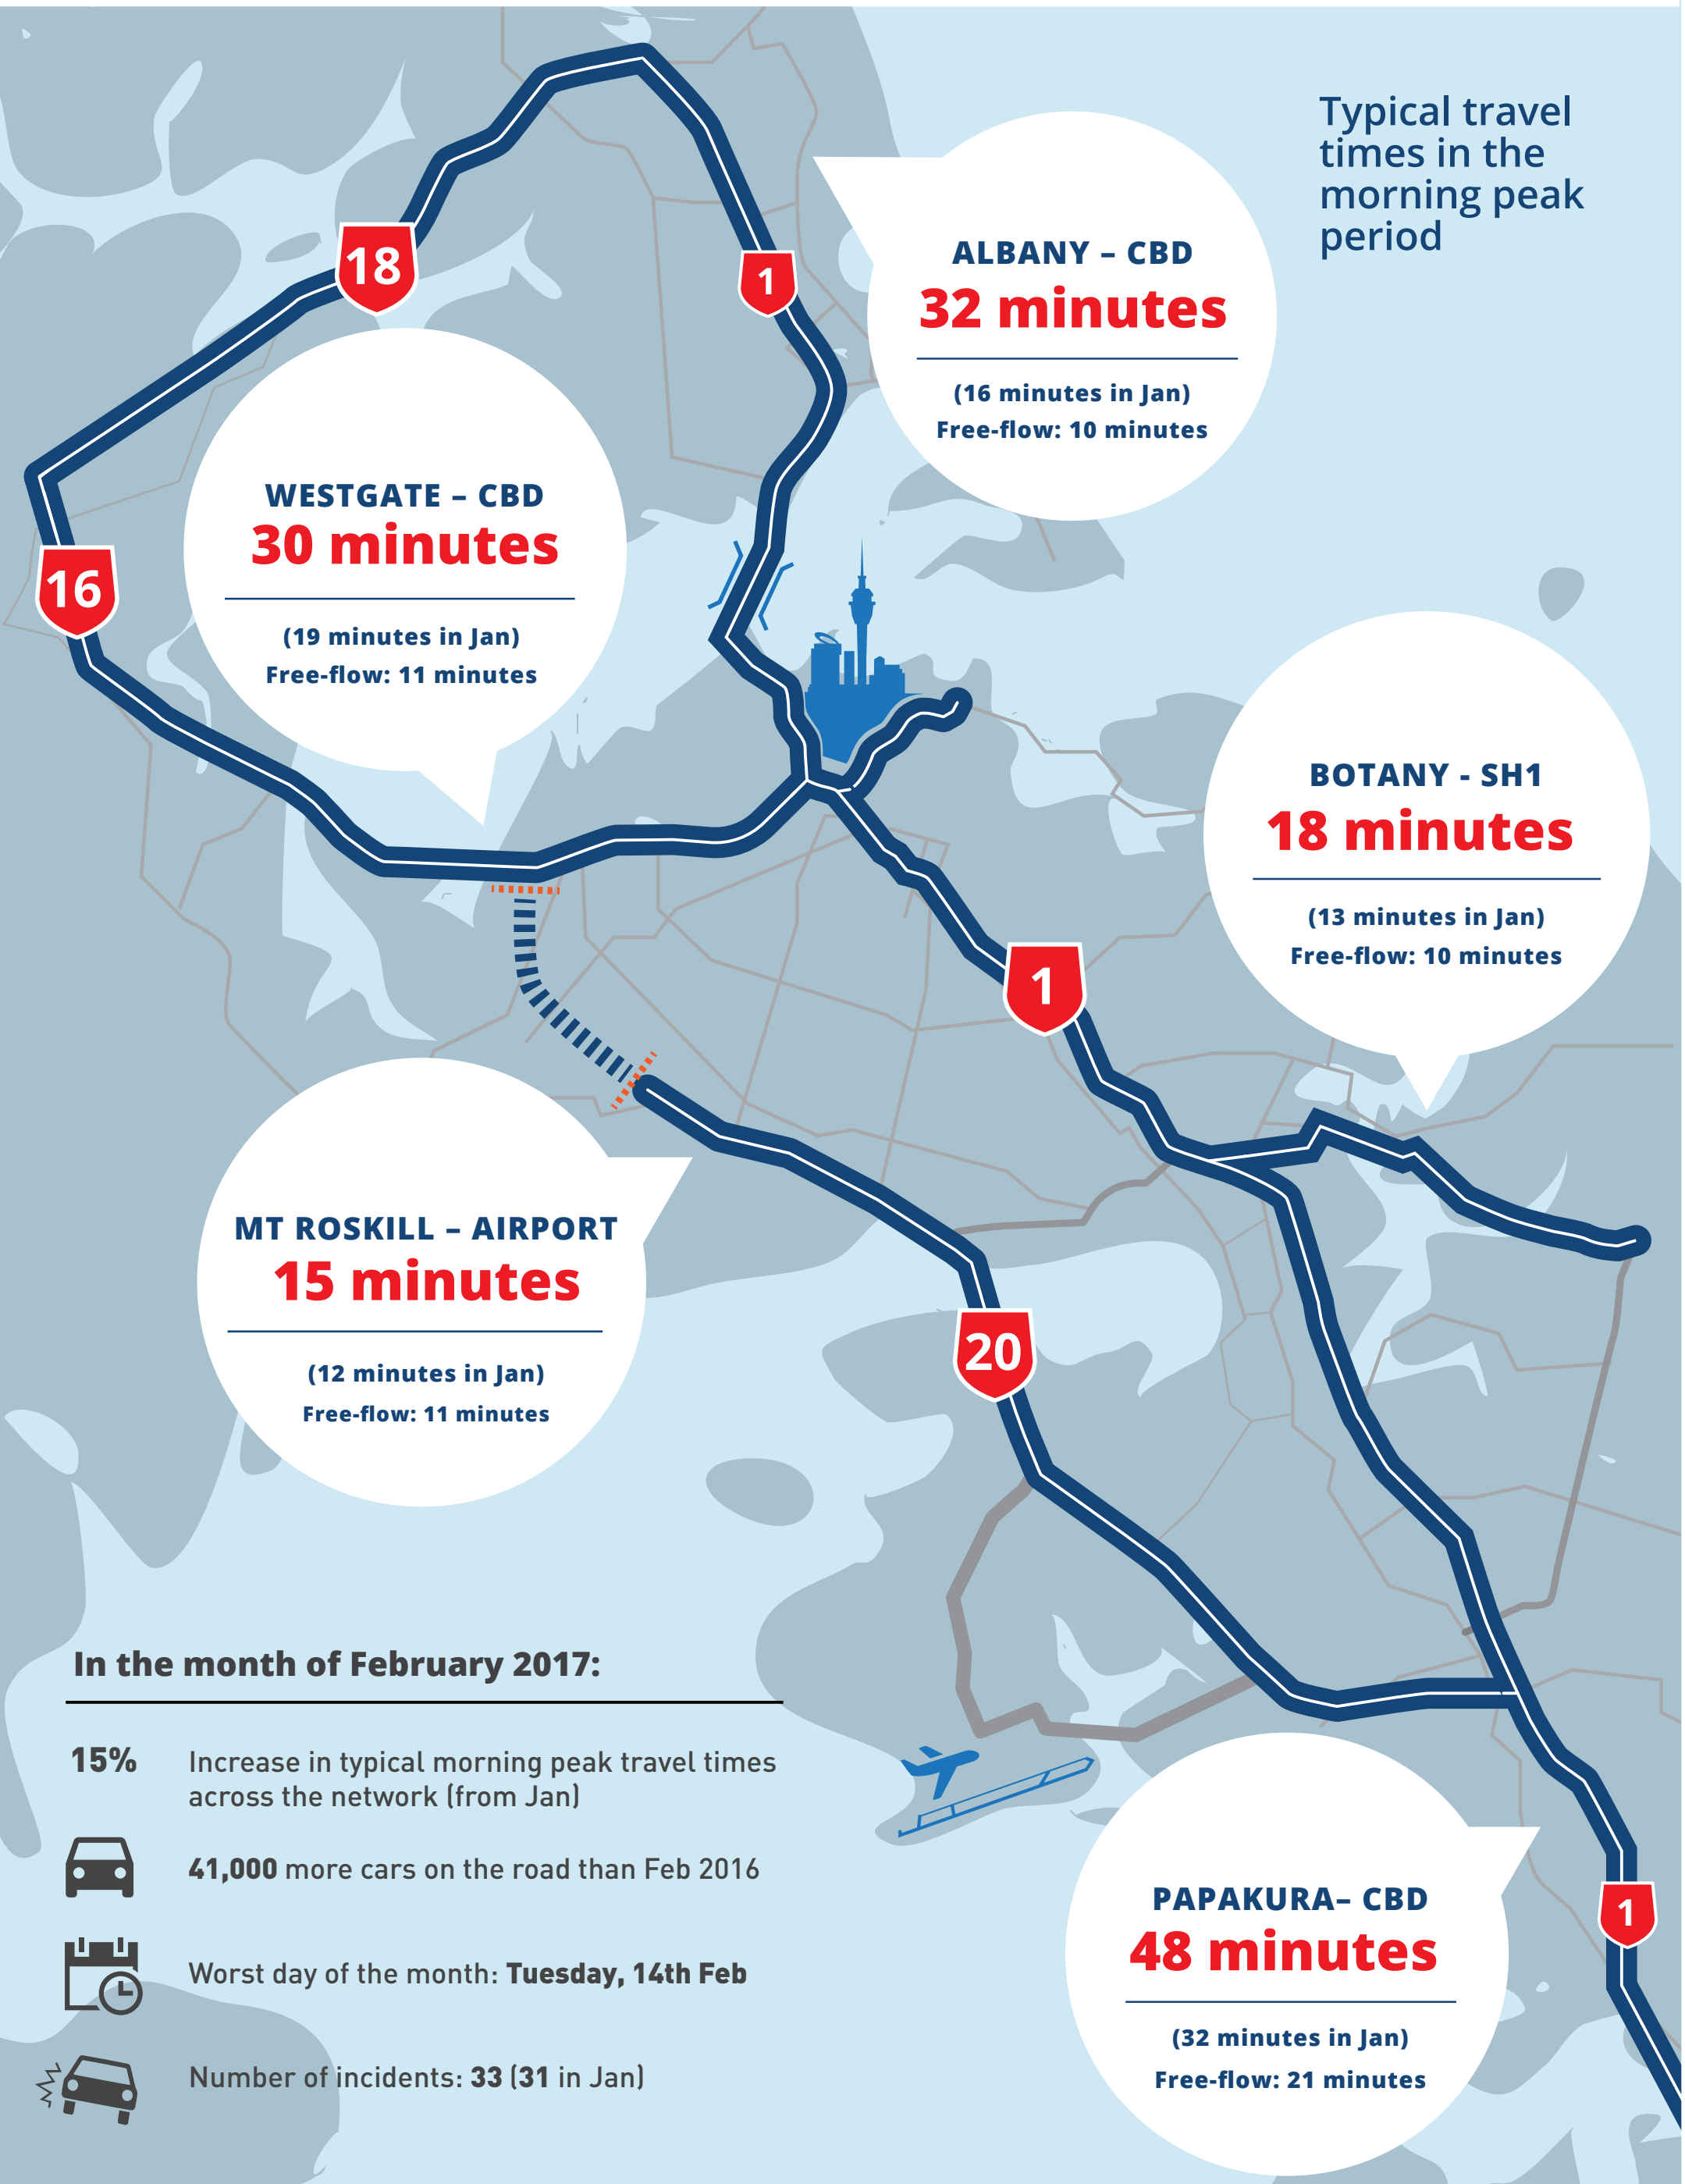 Typical travel
times in the
morning peak
period
18
1
ALBANY – CBD
32 minutes
(16 minutes in Jan)
Free-flow: 10 minutes
WESTGATE – CBD
30 minutes
(19 minutes in Jan)
Free-flow: 11 minutes
16
BOTANY - SH1
18 minutes
(13 minutes in Jan)
Free-flow: 10 minutes
1
MT ROSKILL – AIRPORT
15 minutes
(12 minutes in Jan)
Free-flow: 11 minutes
20
In the month of February 2017:
15% Increase in typical morning peak travel times
across the network (from Jan)
41,000 more cars on the road than Feb 2016
Worst day of the month: Tuesday, 14th Feb
Number of incidents: 33 (31 in Jan)
PAPAKURA– CBD
48 minutes
(32 minutes in Jan)
Free-flow: 21 minutes
1